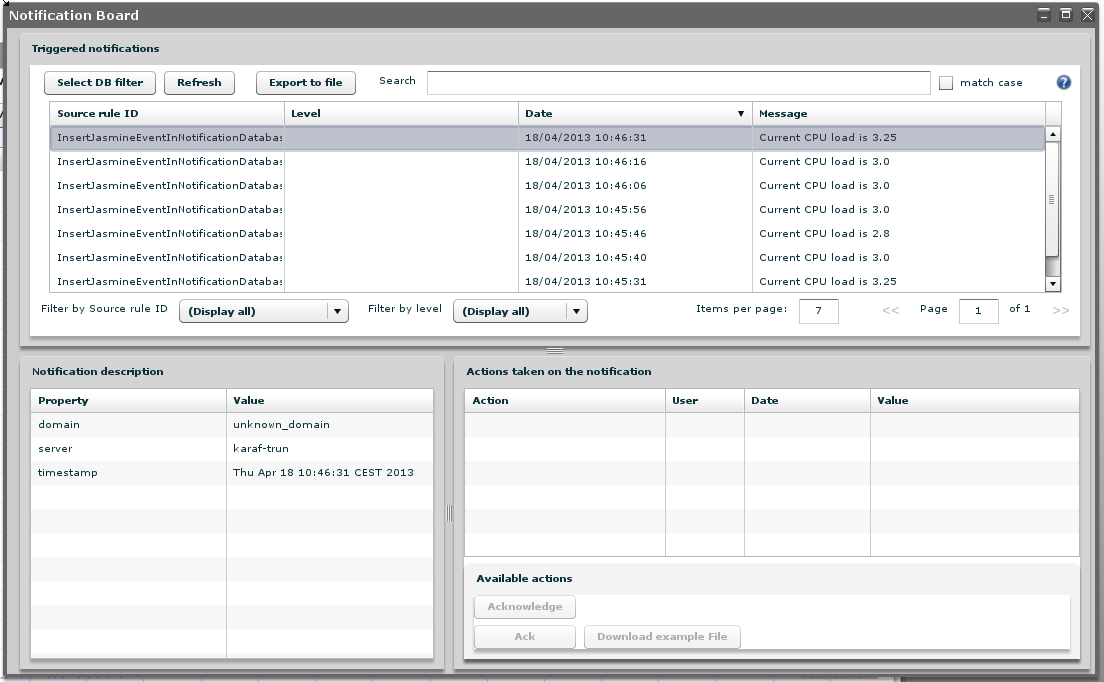 Notification Board
Triggered notifications
Select DB filter Refresh Export to file Search match case ?
Source rule ID Level Date Message
InsertJasmineEventInNotificationDatabas 18/04/2013 10:46:31 Current CPU load is 3.25
InsertJasmineEventInNotificationDatabas 18/04/2013 10:46:16 Current CPU load is 3.0
InsertJasmineEventInNotificationDatabas 18/04/2013 10:46:06 Current CPU load is 3.0
InsertJasmineEventInNotificationDatabas 18/04/2013 10:45:56 Current CPU load is 3.0
InsertJasmineEventInNotificationDatabas 18/04/2013 10:45:46 Current CPU load is 2.8
InsertJasmineEventInNotificationDatabas 18/04/2013 10:45:40 Current CPU load is 3.0
InsertJasmineEventInNotificationDatabas 18/04/2013 10:45:31 Current CPU load is 3.25
Filter by Source rule ID (Display all) Filter by level (Display all) Items per page: 7 << Page 1 of 1 >>
Notification description
Property Value
domain unknown_domain
server karaf-trun
timestamp Thu Apr 18 10:46:31 CEST 2013
Actions taken on the notification
Action User Date Value
Available actions
Acknowledge
Ack Download example File